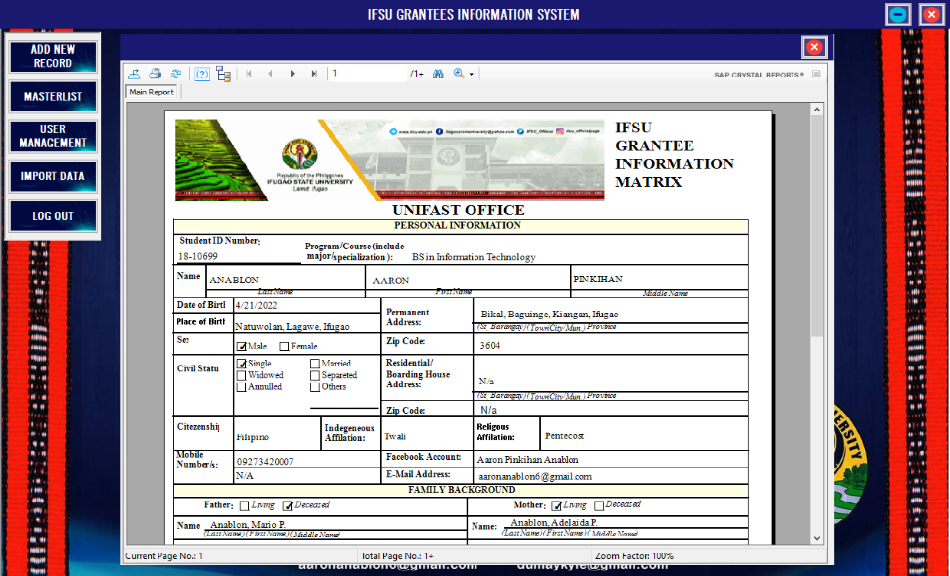 IFSU GRANTEES INFORMATION SYSTEM
ADD NEW
RECORD
MASTERLIST
USER
MANAGEMENT
IMPORT DATA
LOG OUT
1 /1+
SAP CRYSTAL REPORTS®
Main Report
www.ifsu.edu.ph ifugaostateuniversity@yahoo.com IFSU_Official ifsu_officialpage
Republic of the Philippines
IFUGAO STATE UNIVERSITY
Lamut, Ifugao
IFSU
GRANTEE
INFORMATION
MATRIX
UNIFAST OFFICE
PERSONAL INFORMATION
Student ID Number:
18-10699
Program/Course (include
major/specialization ): BS in Information Technology
Name ANABLON AARON PINKIHAN
Last Name First Name Middle Name
Date of Birtl 4/21/2022
Place of Birtl Natuwolan, Lagawe, Ifugao
Permanent
Address:
Bikal, Baguinge, Kiangan, Ifugao
(St. Barangay)(Town/City/Mun.) Province
Se: Male Female
Zip Code: 3604
Civil Statu
Single Married
Widowed Separeted
Annulled Others
Residential/
Boarding House
Address:
N/a
(St. Barangay)(Town/City/Mun.) Province
Zip Code: N/a
Citezenshi Filipino
Indegeneous
Affilation: Twali
Religous
Affilation: Pentecost
Mobile
Number/s: 09273420007
N/A
Facebook Account: Aaron Pinkihan Anablon
E-Mail Address: aaronanablon6@gmail.com
FAMILY BACKGROUND
Father: Living Deceased Mother: Living Deceased
Name Anablon, Mario P. Name: Anablon, Adelaida P.
(Last Name)(First Name)(Middle Name) (Last Name)(First Name)(Middle Name)
Current Page No.: 1 Total Page No.: 1+ Zoom Factor: 100%
aaronanablon6@gmail.com dumaykyle@gmail.com